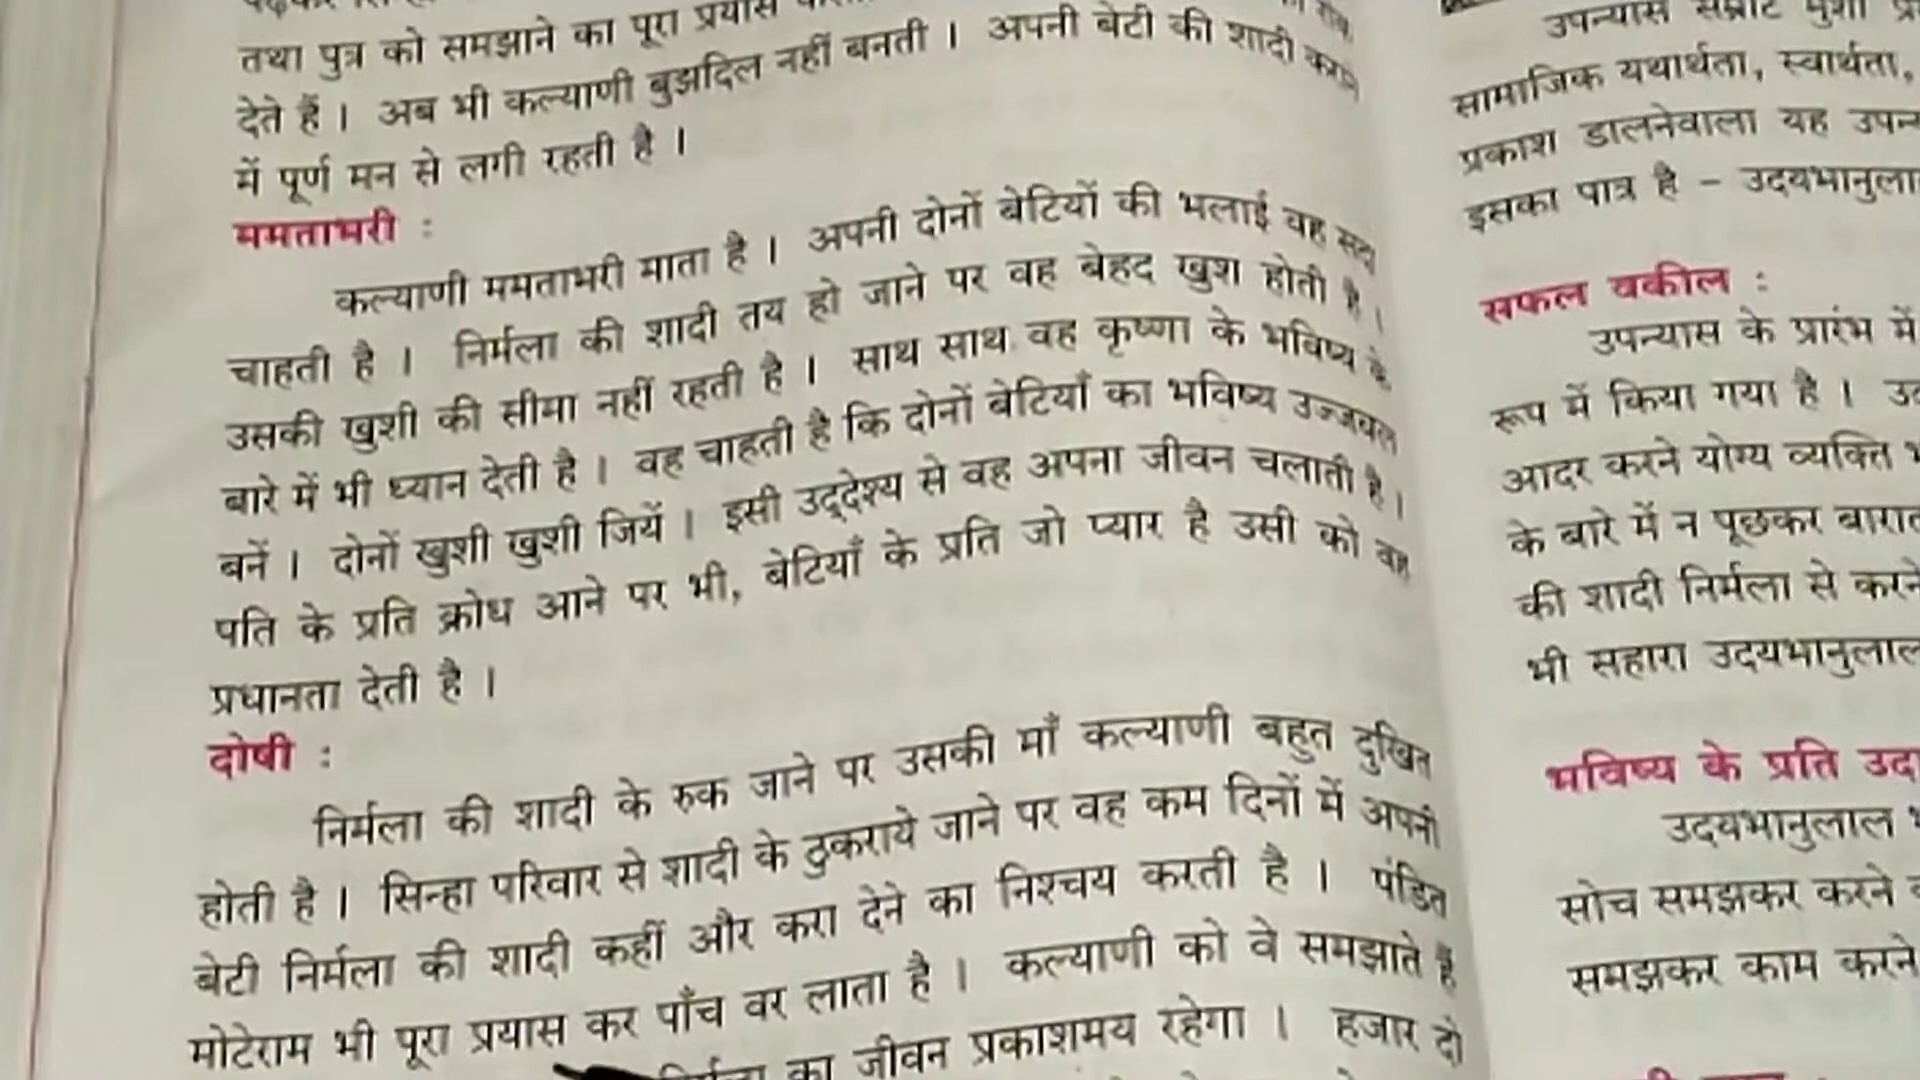 तथा पुत्र को समझाने का पूरा प्रयास
देते हैं । अब भी कल्याणी बुझदिल नहीं बनती । अपनी बेटी की शादी कराने
में पूर्ण मन से लगी रहती है ।
ममताभरी :
कल्याणी ममताभरी माता है । अपनी दोनों बेटियों की भलाई वह सदा
चाहती है । निर्मला की शादी तय हो जाने पर वह बेहद खुश होती है ।
उसकी खुशी की सीमा नहीं रहती है । साथ साथ वह कृष्णा के भविष्य के
बारे में भी ध्यान देती है । वह चाहती है कि दोनों बेटियाँ का भविष्य उज्जवल
बनें । दोनों खुशी खुशी जियें । इसी उद्देश्य से वह अपना जीवन चलाती है ।
पति के प्रति क्रोध आने पर भी, बेटियाँ के प्रति जो प्यार है उसी को वह
प्रधानता देती है ।
दोषी :
निर्मला की शादी के रुक जाने पर उसकी माँ कल्याणी बहुत दुखित
होती है । सिन्हा परिवार से शादी के ठुकराये जाने पर वह कम दिनों में अपनी
बेटी निर्मला की शादी कहीं और करा देने का निश्चय करती है । पंडित
मोटेराम भी पूरा प्रयास कर पाँच वर लाता है । कल्याणी को वे समझाते हैं
का जीवन प्रकाशमय रहेगा । हजार दो
उपन्यास सम्राट मुंशी
सामाजिक यथार्थता, स्वार्थता,
प्रकाश डालनेवाला यह
इसका पात्र है –
सफल वकील :
उपन्यास के प्रारंभ में
रूप में किया गया है ।
आदर करने योग्य व्यक्ति
के बारे में न पूछकर
की शादी निर्मला से
भी सहारा
भविष्य के प्रति
उदयभानुलाल
सोच समझकर करने
समझकर काम करने